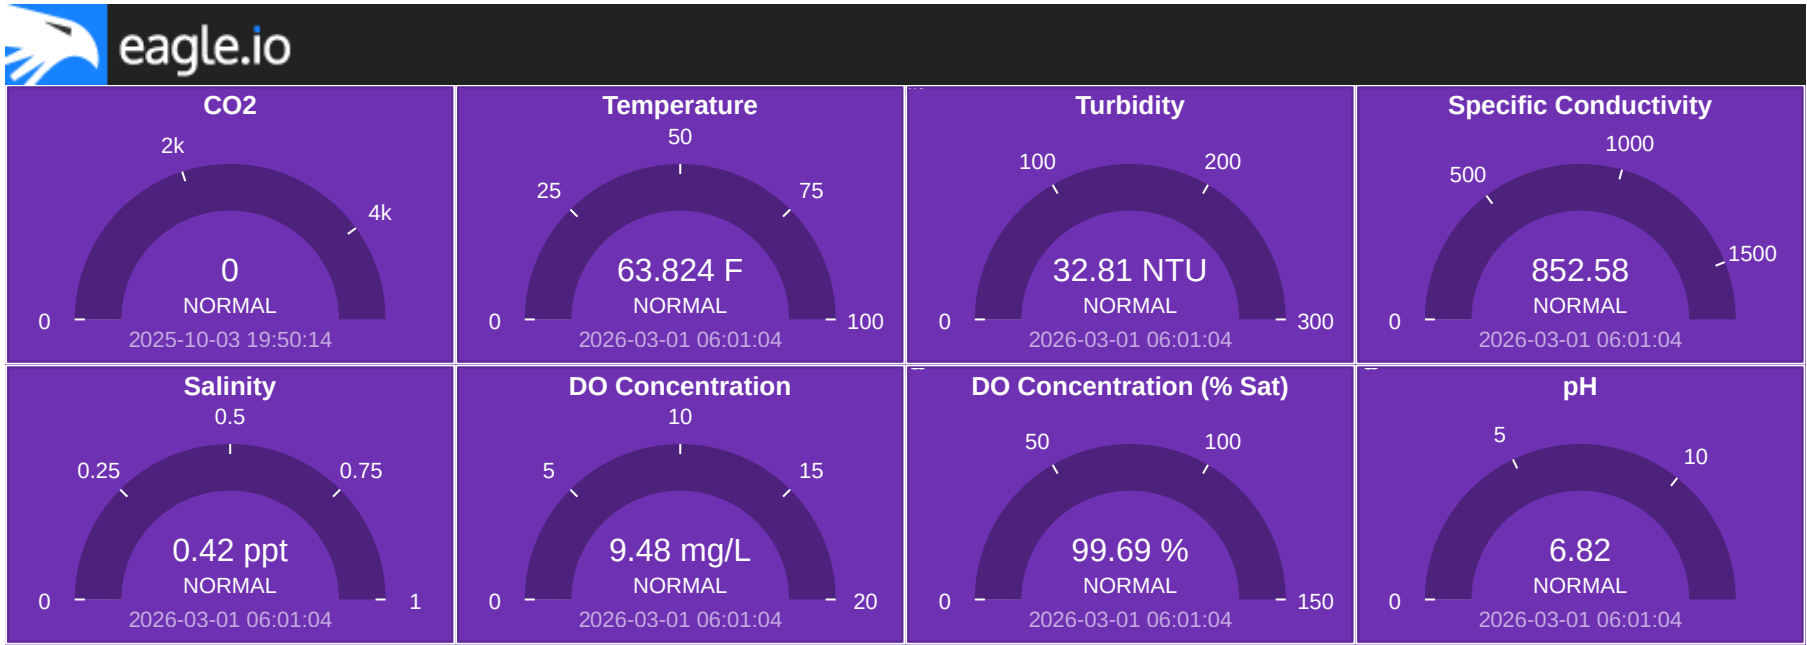 eagle.io
CO2
2k
4k
0
0
NORMAL
2025-10-03 19:50:14
Temperature
50
25
75
63.824 F
NORMAL
0
100
2026-03-01 06:01:04
Turbidity
100
200
32.81 NTU
NORMAL
0
300
2026-03-01 06:01:04
Specific Conductivity
1000
500
1500
852.58
NORMAL
0
2026-03-01 06:01:04
Salinity
0.5
0.25
0.75
0.42 ppt
NORMAL
0
1
2026-03-01 06:01:04
DO Concentration
10
5
15
9.48 mg/L
NORMAL
0
20
2026-03-01 06:01:04
DO Concentration (% Sat)
50
100
99.69 %
NORMAL
0
150
2026-03-01 06:01:04
pH
5
10
6.82
NORMAL
0
2026-03-01 06:01:04